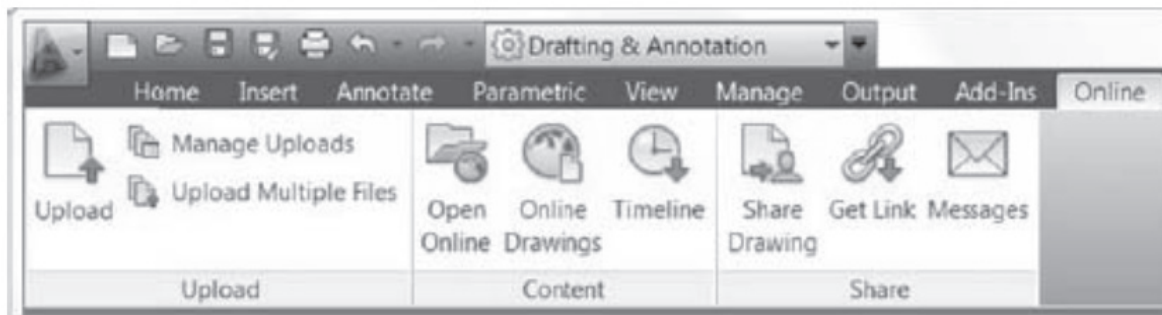 Drafting & Annotation
Home Insert Annotate Parametric View Manage Output Add-Ins Online
Manage Uploads
Upload Multiple Files
Upload
Open Online
Online Drawings
Timeline
Share Drawing
Get Link
Messages
Upload Content Share